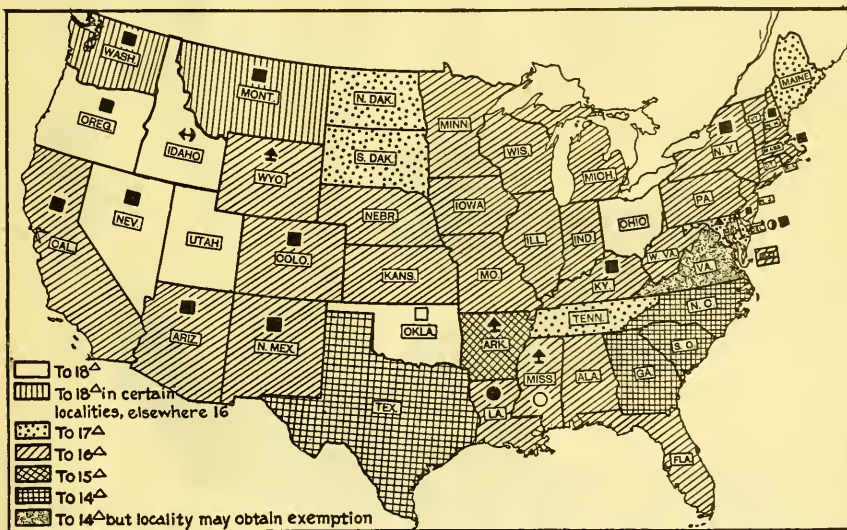 WASH.
MONT.
N. DAK.
MINN
MAINE
OREG.
IDAHO
S. DAK.
WIS.
MICH.
N.Y.
WYO.
NEBR.
IOWA
PA.
N.J.
NEV.
UTAH
COLO.
ILL.
IND
OHIO
W. VA.
VA.
CAL.
KANS.
MO.
KY.
ARIZ.
N. MEX.
OKLA.
ARK.
TENN.
N. C.
S. C.
TEX.
LA.
MISS.
ALA
GA.
FLA.
To 18△
To 18△ in certain
localities, elsewhere 16
To 17△
To 16△
To 15△
To 14△
To 14△ but locality may obtain exemption